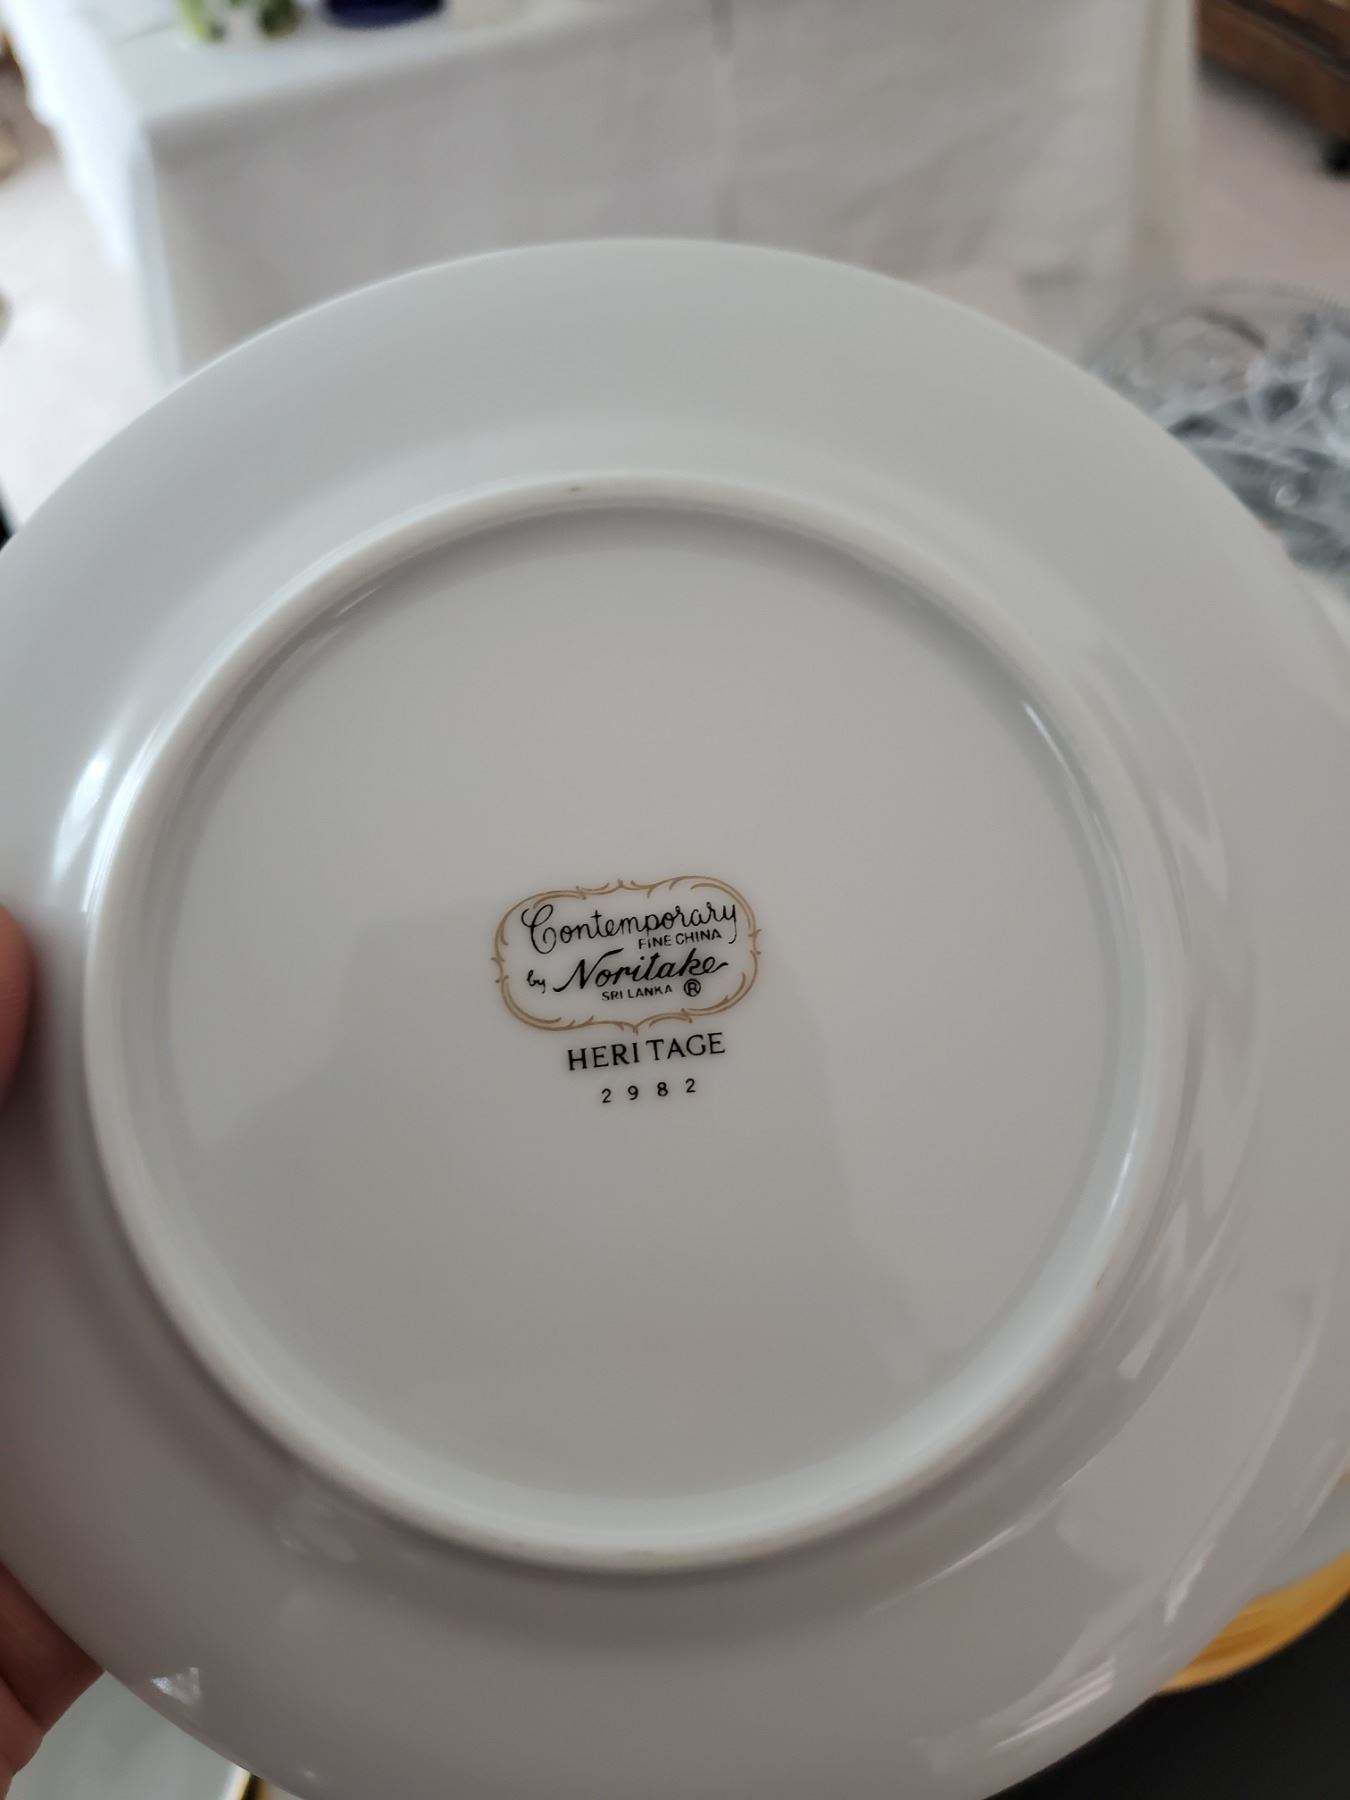 Contemporary
FINE CHINA
by Noritake
SRI LANKA ®
HERITAGE
2982